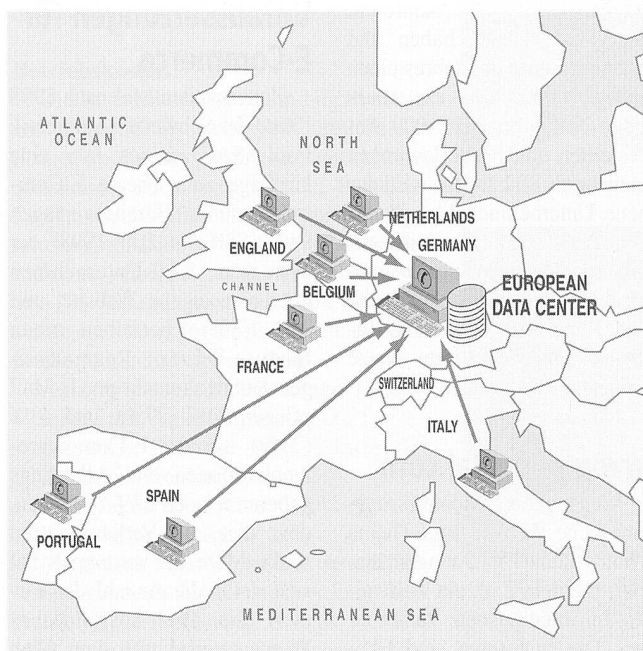 ATLANTIC
OCEAN
NORTH
SEA
NETHERLANDS
ENGLAND
GERMANY
EUROPEAN
DATA CENTER
CHANNEL
BELGIUM
FRANCE
SWITZERLAND
ITALY
SPAIN
PORTUGAL
MEDITERRANEAN SEA